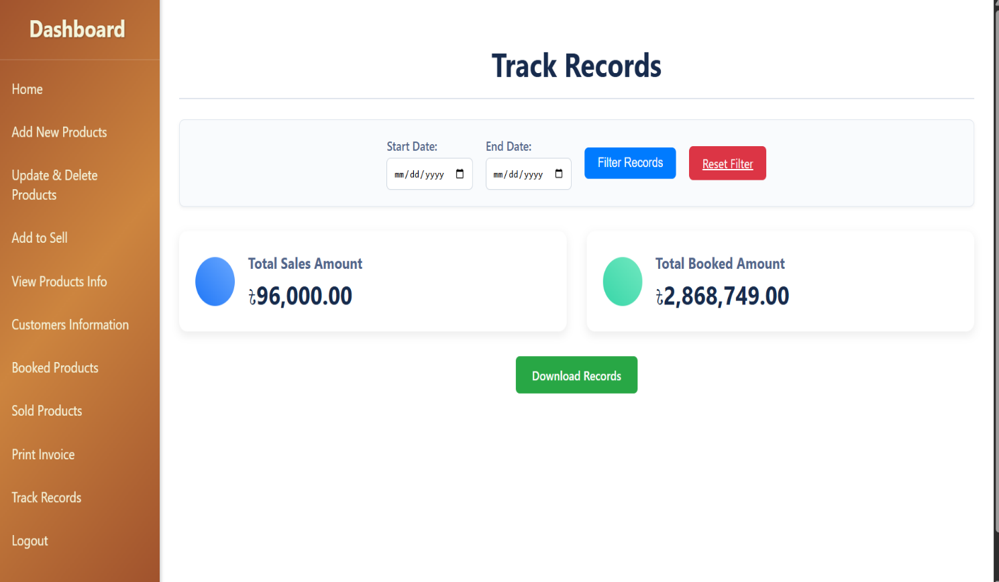 Dashboard
Home
Add New Products
Update & Delete
Products
Add to Sell
View Products Info
Customers Information
Booked Products
Sold Products
Print Invoice
Track Records
Logout
Track Records
Start Date:
End Date:
mm/dd/yyyy
mm/dd/yyyy
Filter Records
Reset Filter
Total Sales Amount
৳96,000.00
Total Booked Amount
৳2,868,749.00
Download Records